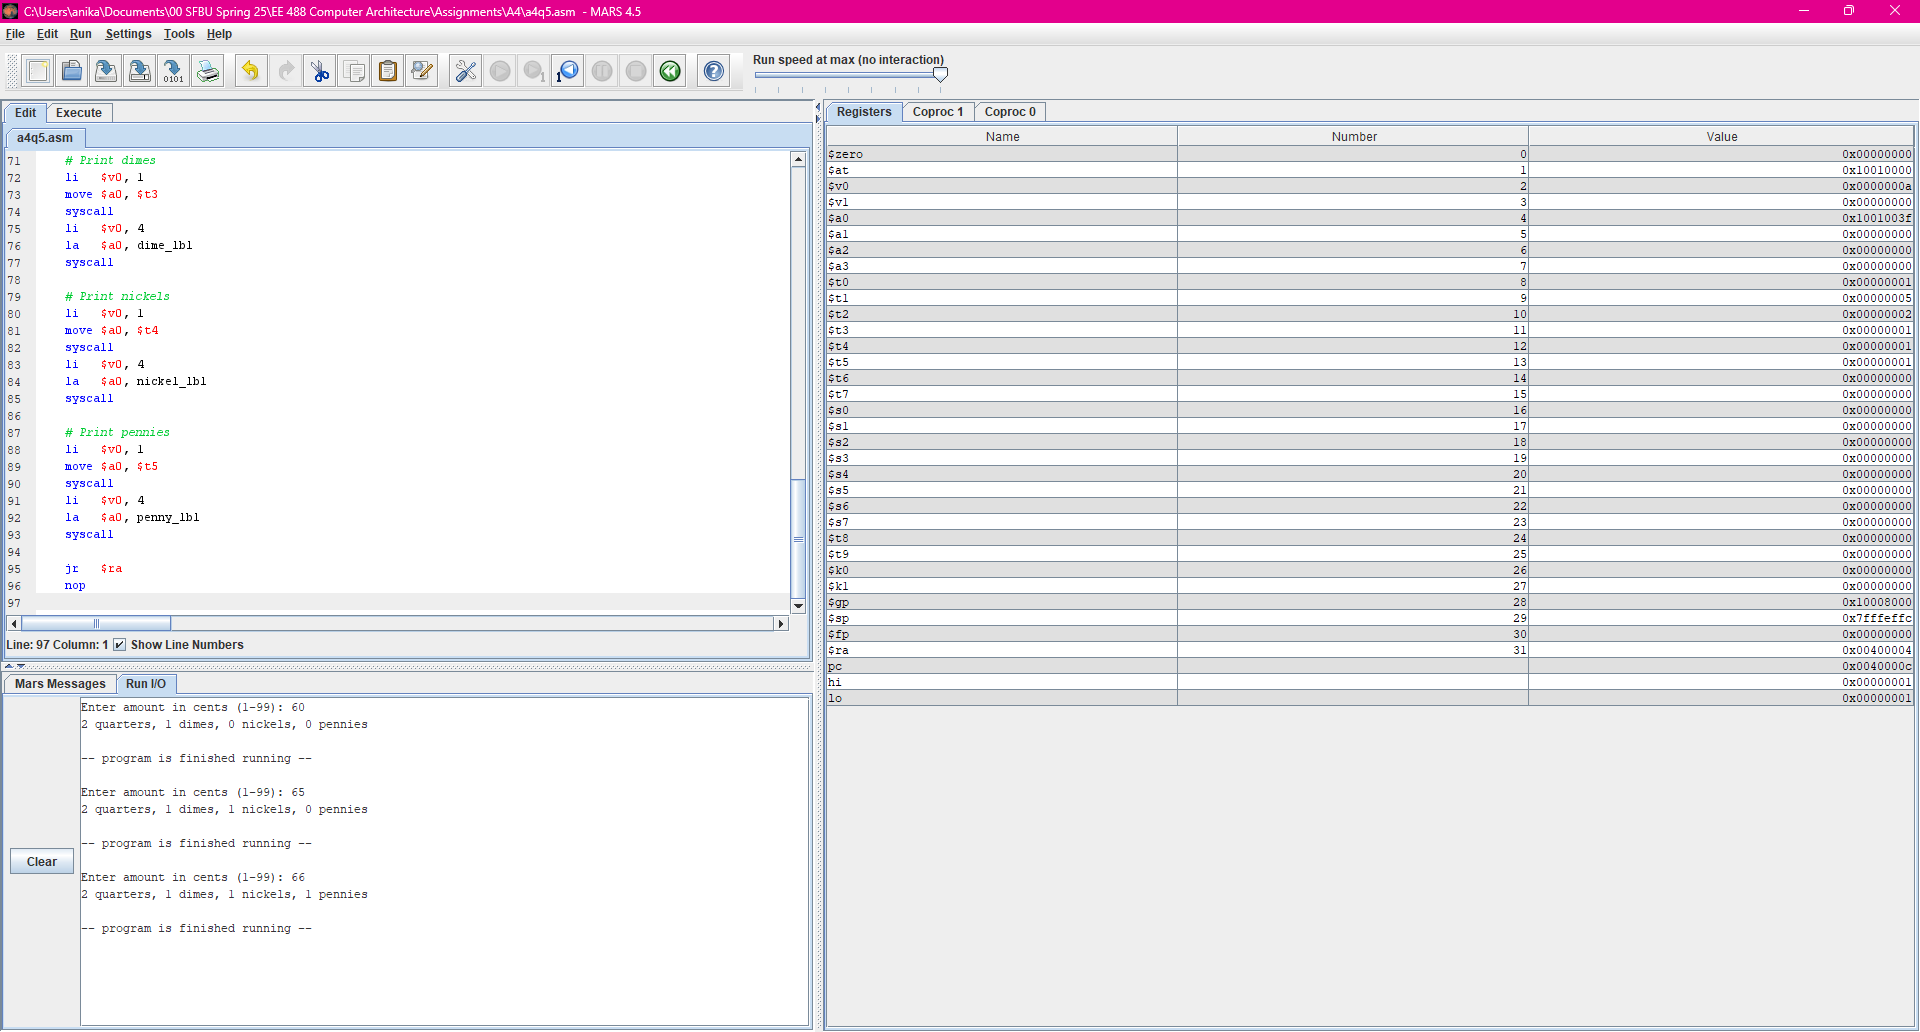 C:\Users\anika\Documents\00 SFBU Spring 25\EE 488 Computer Architecture\Assignments\A4\a4q5.asm - MARS 4.5
File Edit Run Settings Tools Help
Run speed at max (no interaction)
Edit Execute
a4q5.asm
71 # Print dimes
72 li $v0, 1
73 move $a0, $t3
74 syscall
75 li $v0, 4
76 la $a0, dime_lbl
77 syscall
78
79 # Print nickels
80 li $v0, 1
81 move $a0, $t4
82 syscall
83 li $v0, 4
84 la $a0, nickel_lbl
85 syscall
86
87 # Print pennies
88 li $v0, 1
89 move $a0, $t5
90 syscall
91 li $v0, 4
92 la $a0, penny_lbl
93 syscall
94
95 jr $ra
96 nop
97
Line: 97 Column: 1 Show Line Numbers
Mars Messages Run I/O
Enter amount in cents (1-99): 60
2 quarters, 1 dimes, 0 nickels, 0 pennies
-- program is finished running --
Enter amount in cents (1-99): 65
2 quarters, 1 dimes, 1 nickels, 0 pennies
-- program is finished running --
Enter amount in cents (1-99): 66
2 quarters, 1 dimes, 1 nickels, 1 pennies
-- program is finished running --
Clear
Registers Coproc 1 Coproc 0
Name Number Value
$zero 0 0x00000000
$at 1 0x10010000
$v0 2 0x0000000a
$v1 3 0x00000000
$a0 4 0x1001003f
$a1 5 0x00000000
$a2 6 0x00000000
$a3 7 0x00000000
$t0 8 0x00000001
$t1 9 0x00000005
$t2 10 0x00000002
$t3 11 0x00000001
$t4 12 0x00000001
$t5 13 0x00000001
$t6 14 0x00000000
$t7 15 0x00000000
$s0 16 0x00000000
$s1 17 0x00000000
$s2 18 0x00000000
$s3 19 0x00000000
$s4 20 0x00000000
$s5 21 0x00000000
$s6 22 0x00000000
$s7 23 0x00000000
$t8 24 0x00000000
$t9 25 0x00000000
$k0 26 0x00000000
$k1 27 0x00000000
$gp 28 0x10008000
$sp 29 0x7fffeffc
$fp 30 0x00000000
$ra 31 0x00400004
pc 0x0040000c
hi 0x00000001
lo 0x00000001